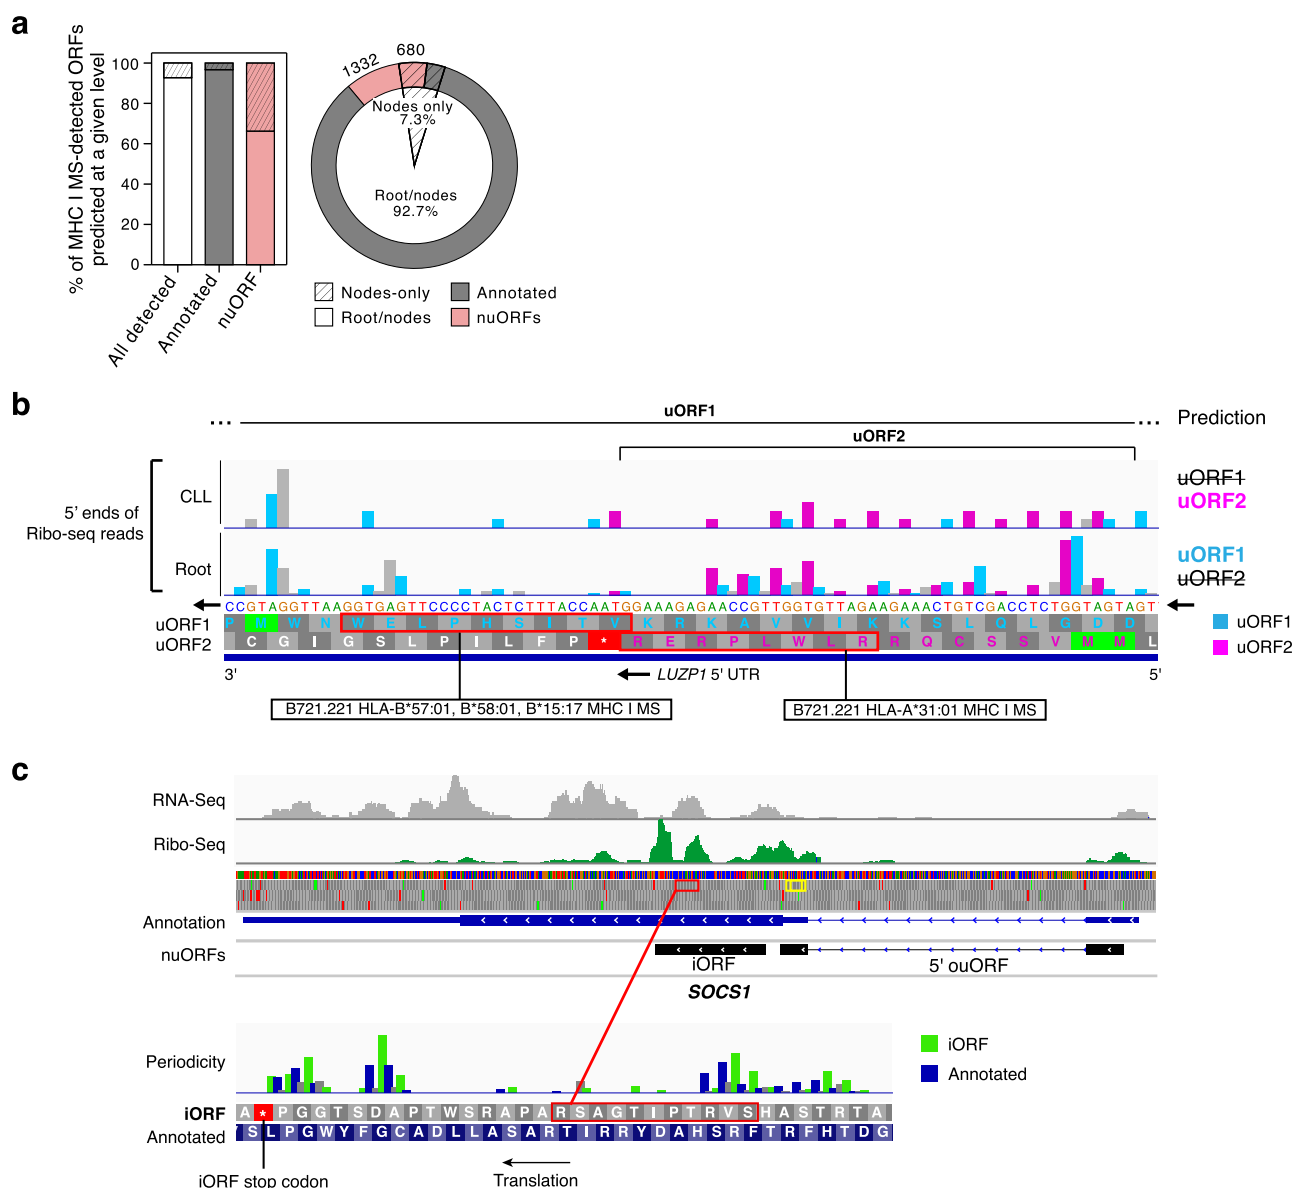 a
% of MHC I MS-detected ORFs
predicted at a given level
100
80
60
40
20
0
All detected
Annotated
nuORF
1332
680
Nodes only
7.3%
Root/nodes
92.7%
Nodes-only
Annotated
Root/nodes
nuORFs
b
uORF1
Prediction
uORF2
5' ends of
Ribo-seq reads
CLL
uORF1
uORF2
Root
uORF1
uORF2
CCGTAGGTTAAGGTGAGTTCCCCTACTCTTTACCAATGGAAAGAGAACCGTTGGTGTTAGAAGAAACTGTCGACCTCTGGTAGTAGT
uORF1
P M W N W E L P H S I T V K R K A V V I K K S L Q L G D D
uORF2
C G I G S L P I L F P * R E R P L W L R R Q C S S V M M L
uORF1
uORF2
3'
LUZP1 5' UTR
5'
B721.221 HLA-B*57:01, B*58:01, B*15:17 MHC I MS
B721.221 HLA-A*31:01 MHC I MS
c
RNA-Seq
Ribo-Seq
Annotation
nuORFs
iORF
5' ouORF
SOCS1
Periodicity
iORF
Annotated
iORF
A * P G G T S D A P T W S R A P A R S A G T I P T R V S H A S T R T A
Annotated
Y S L P G W Y F G C A D L L A S A R T I R R Y D A H S R F T R F H T D G
iORF stop codon
Translation